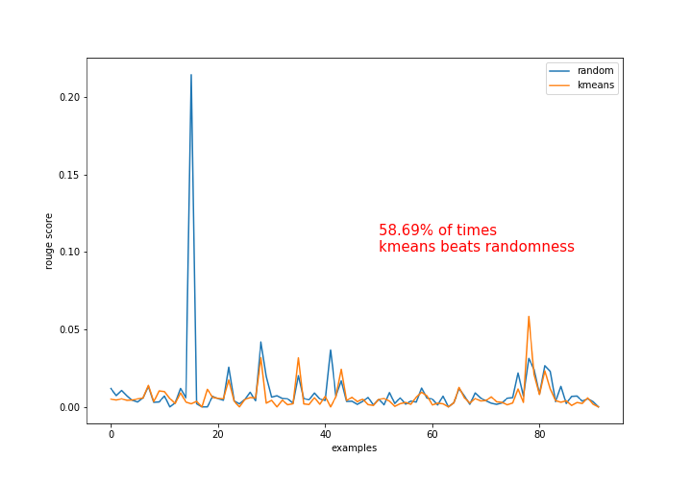 random
kmeans
58.69% of times
kmeans beats randomness
rouge score
0.20
0.15
0.10
0.05
0.00
0
20
40
60
80
examples